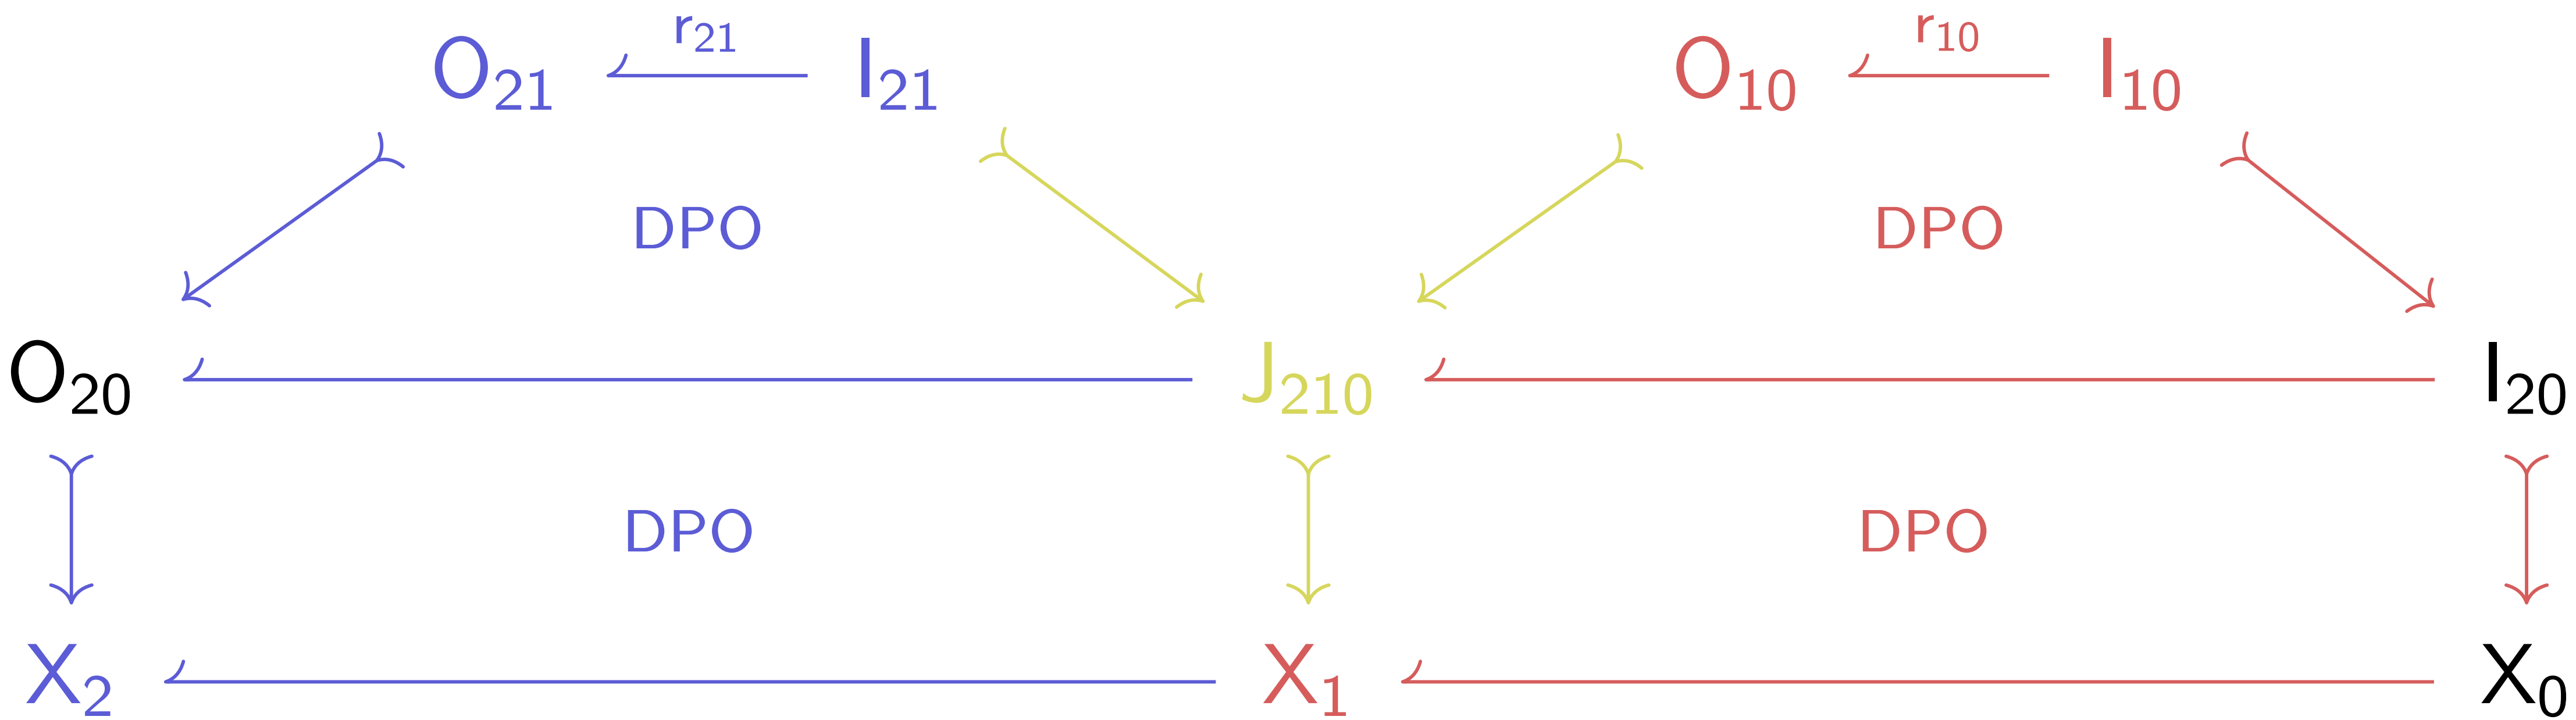 r₂₁ r₁₀
O₂₁ I₂₁ O₁₀ I₁₀
DPO DPO
O₂₀ J₂₁₀ I₂₀
DPO DPO
X₂ X₁ X₀